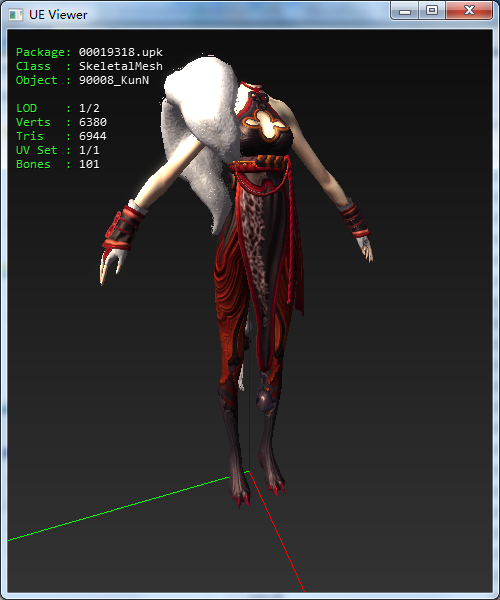 UE Viewer
Package: 00019318.upk
Class : SkeletalMesh
Object : 90008_KunN
LOD : 1/2
Verts : 6380
Tris : 6944
UV Set : 1/1
Bones : 101